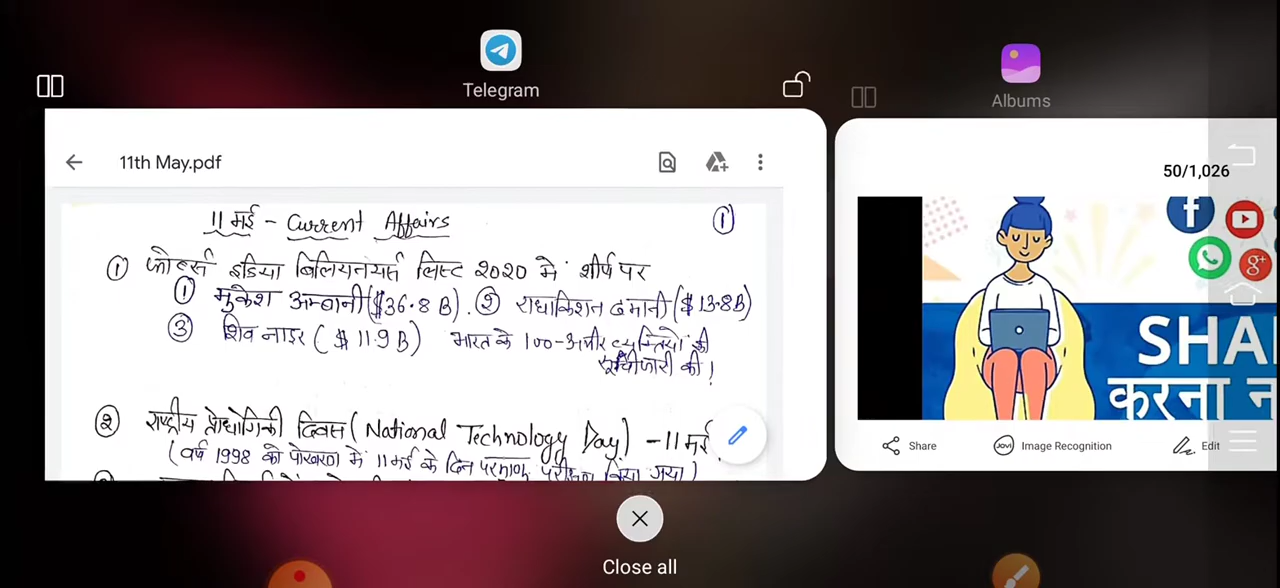 Telegram
Albums
11th May.pdf
50/1,026
11 मई - Current Affairs
1
① फोर्ब्स इंडिया बिलियनयर्स लिस्ट 2020 में शीर्ष पर
① मुकेश अम्बानी ($36.8 B). ② राधाकिशन दमानी ($13.8B)
③ शिव नाडर ($ 11.9 B) भारत के 100-अमीर व्यक्तियों की
सूची जारी की!
② राष्ट्रीय प्रौद्योगिकी दिवस (National Technology Day) - 11 मई
(वर्ष 1998 को पोखरण में 11 मई के दिन परमाणु परीक्षण किया गया)
SHA
करना न
Share
Image Recognition
Edit
Close all